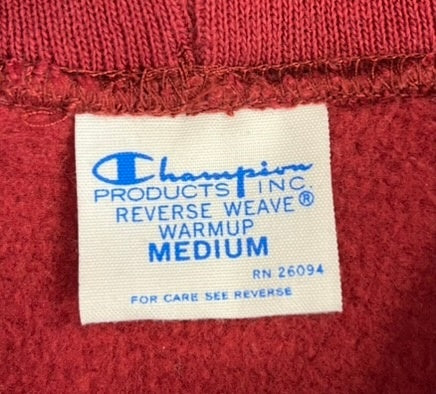 Champion
PRODUCTS INC.
REVERSE WEAVE®
WARMUP
MEDIUM
RN 26094
FOR CARE SEE REVERSE